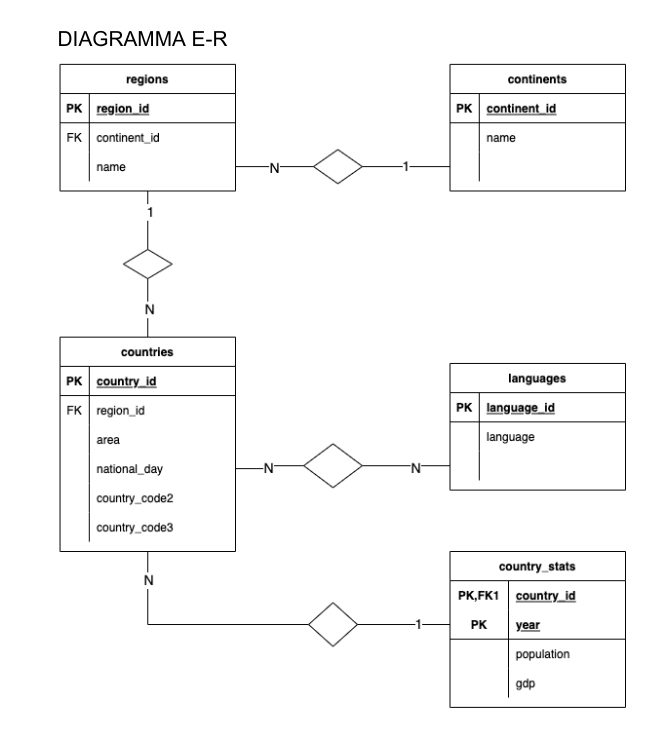 DIAGRAMMA E-R
regions
PK region_id
FK continent_id
name
N
1
continents
PK continent_id
name
1
N
countries
PK country_id
FK region_id
area
national_day
country_code2
country_code3
N
N
languages
PK language_id
language
N
1
country_stats
PK,FK1 country_id
PK year
population
gdp